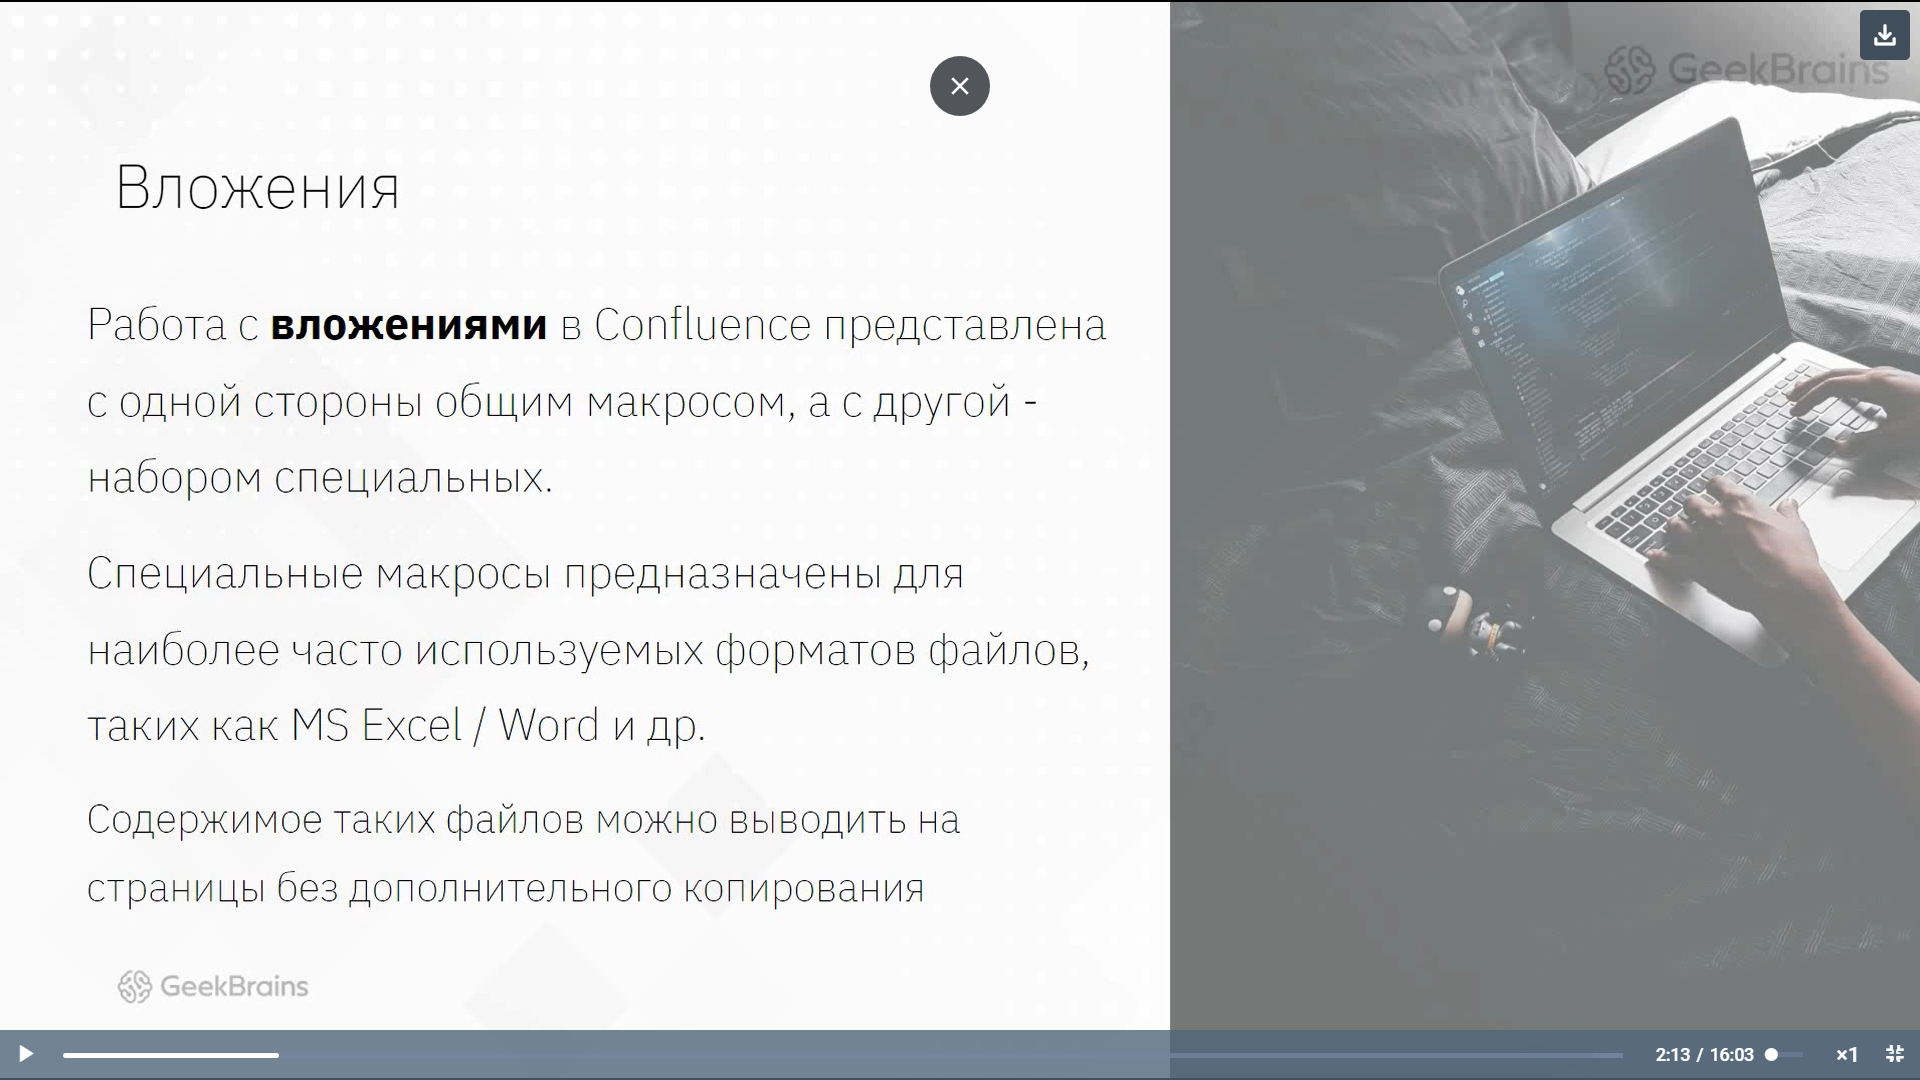 GeekBrains
Вложения
Работа с вложениями в Confluence представлена
с одной стороны общим макросом, а с другой -
набором специальных.
Специальные макросы предназначены для
наиболее часто используемых форматов файлов,
таких как MS Excel / Word и др.
Содержимое таких файлов можно выводить на
страницы без дополнительного копирования
GeekBrains
2:13 / 16:03 ×1